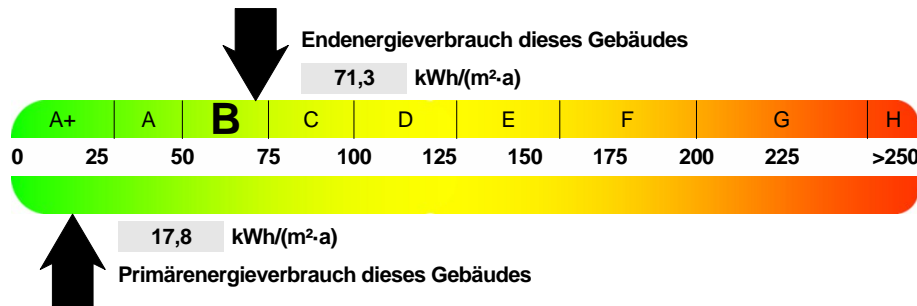 Endenergieverbrauch dieses Gebäudes
71,3 kWh/(m²·a)
A+ A B C D E F G H
0 25 50 75 100 125 150 175 200 225 >250
17,8 kWh/(m²·a)
Primärenergieverbrauch dieses Gebäudes